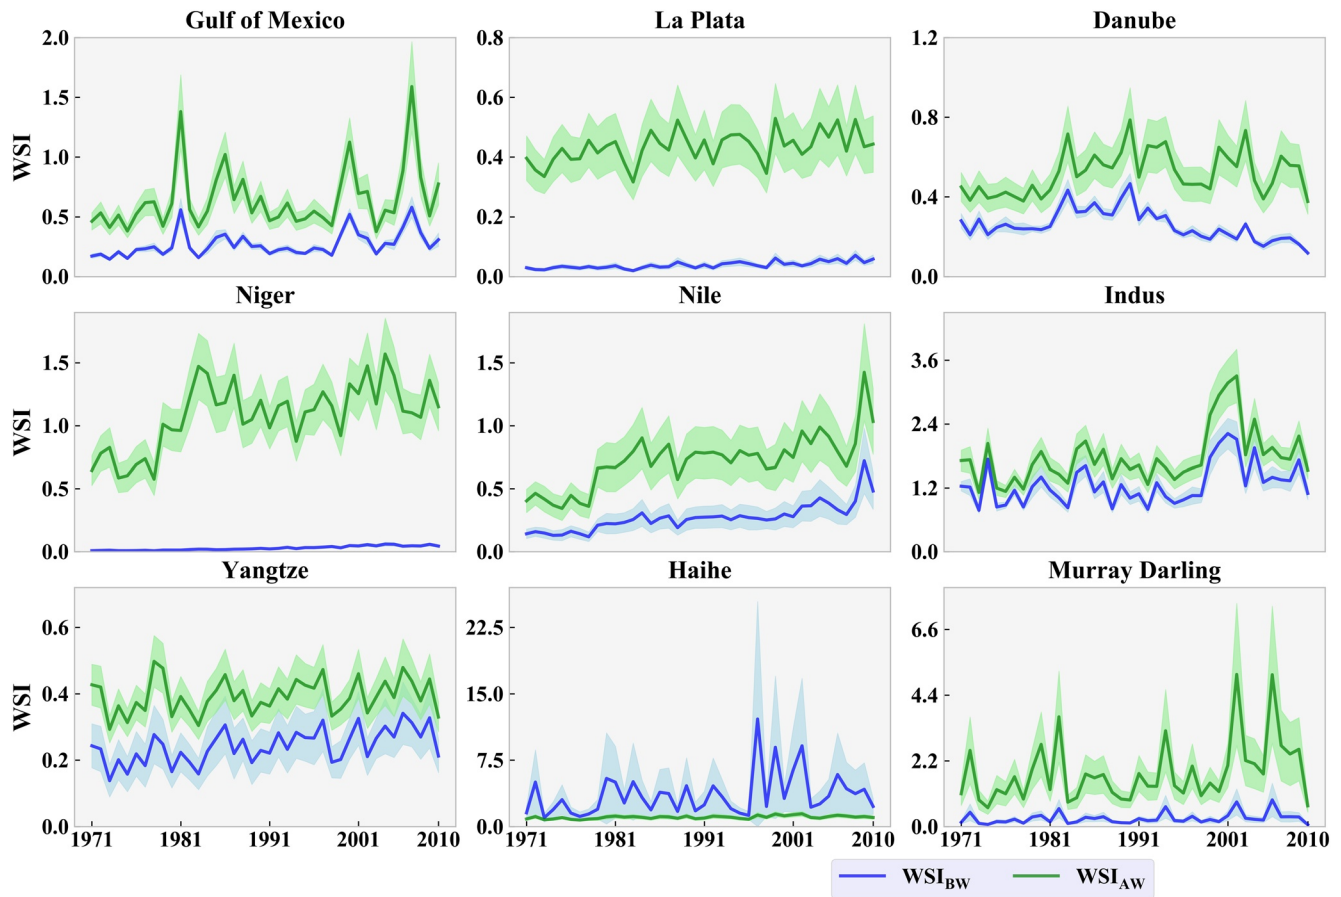 Gulf of Mexico La Plata Danube
2.0 0.8 1.2
1.5 0.6 0.8
WSI 1.0 0.4
0.5 0.2 0.4
0.0 0.0 0.0
Niger Nile Indus
1.5 1.5 3.6
WSI 1.0 1.0 2.4
0.5 0.5 1.2
0.0 0.0 0.0
Yangtze Haihe Murray Darling
0.6 22.5 6.6
WSI 0.4 15.0 4.4
0.2 7.5 2.2
0.0 0.0 0.0
1971 1981 1991 2001 2010 1971 1981 1991 2001 2010 1971 1981 1991 2001 2010
WSI_BW WSI_AW